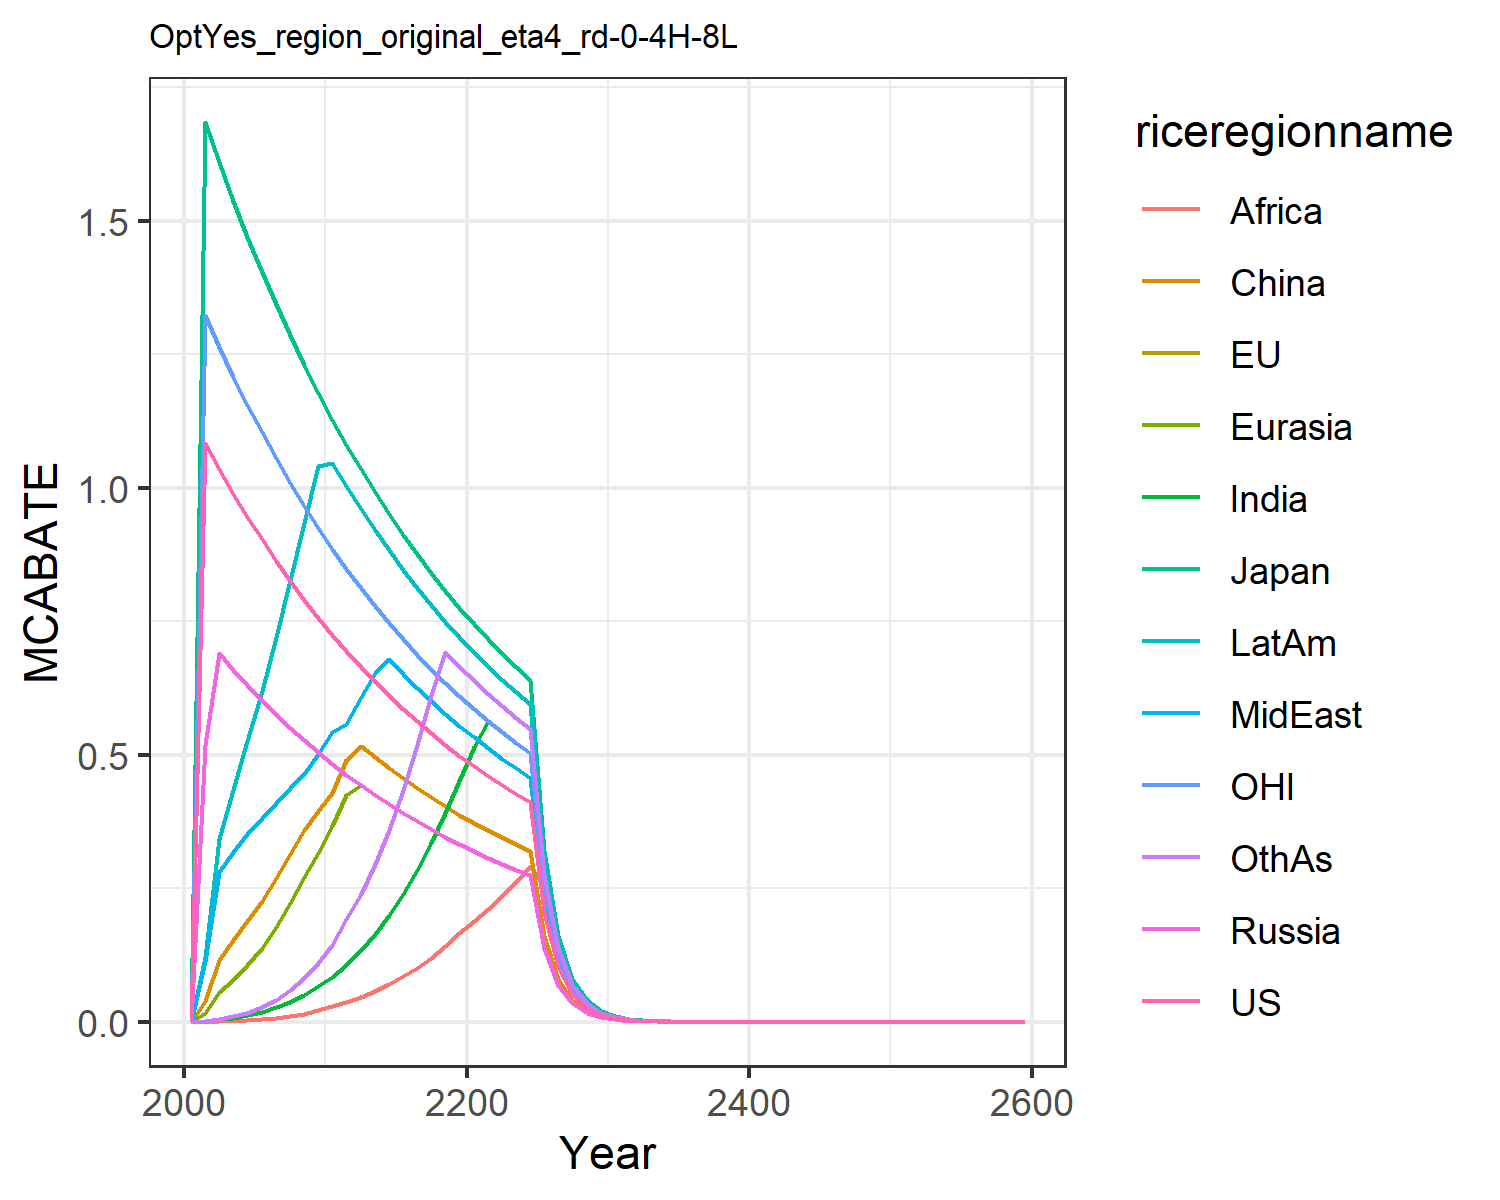 OptYes_region_original_eta4_rd-0-4H-8L
MCABATE
1.5
1.0
0.5
0.0
2000
2200
2400
2600
Year
riceregionname
Africa
China
EU
Eurasia
India
Japan
LatAm
MidEast
OHI
OthAs
Russia
US